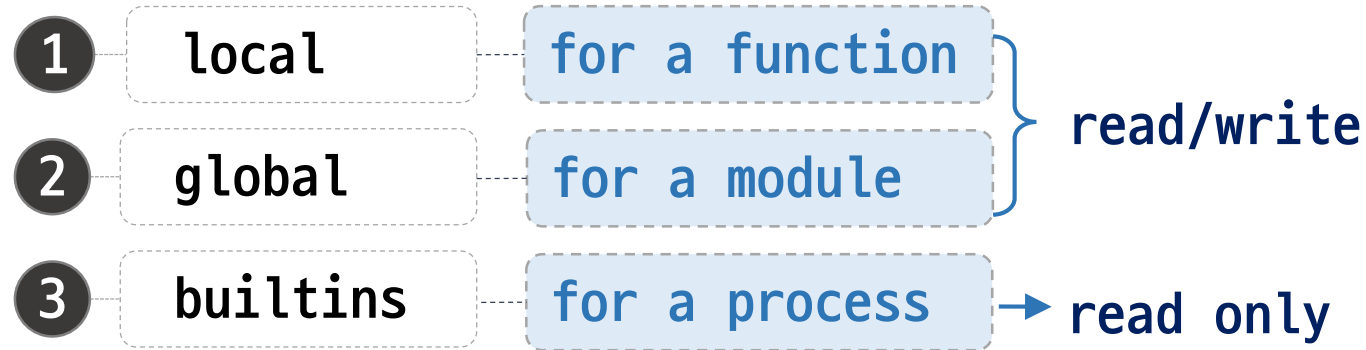 1 local for a function
read/write
2 global for a module
3 builtins for a process read only